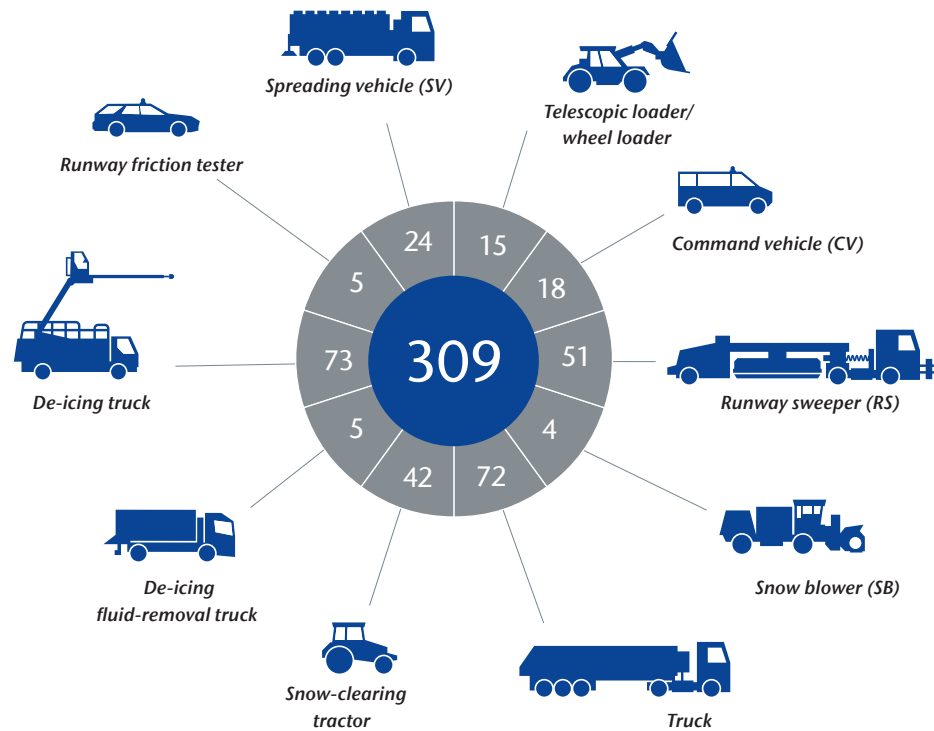 Spreading vehicle (SV)
Telescopic loader/
wheel loader
Runway friction tester
Command vehicle (CV)
24
15
5
18
De-icing truck
73
309
51
Runway sweeper (RS)
5
4
42
72
De-icing
fluid-removal truck
Snow blower (SB)
Snow-clearing
tractor
Truck